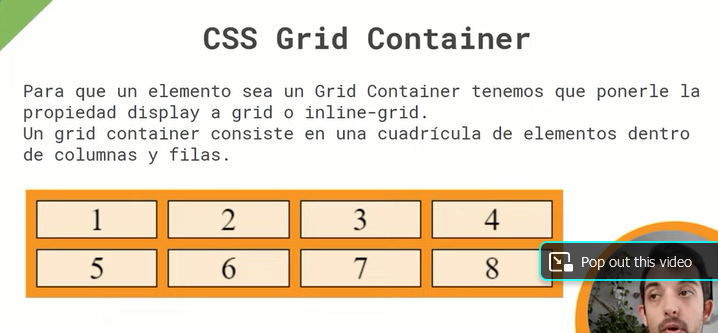 CSS Grid Container
Para que un elemento sea un Grid Container tenemos que ponerle la
propiedad display a grid o inline-grid.
Un grid container consiste en una cuadrícula de elementos dentro
de columnas y filas.
1 2 3 4
5 6 7 8
Pop out this video